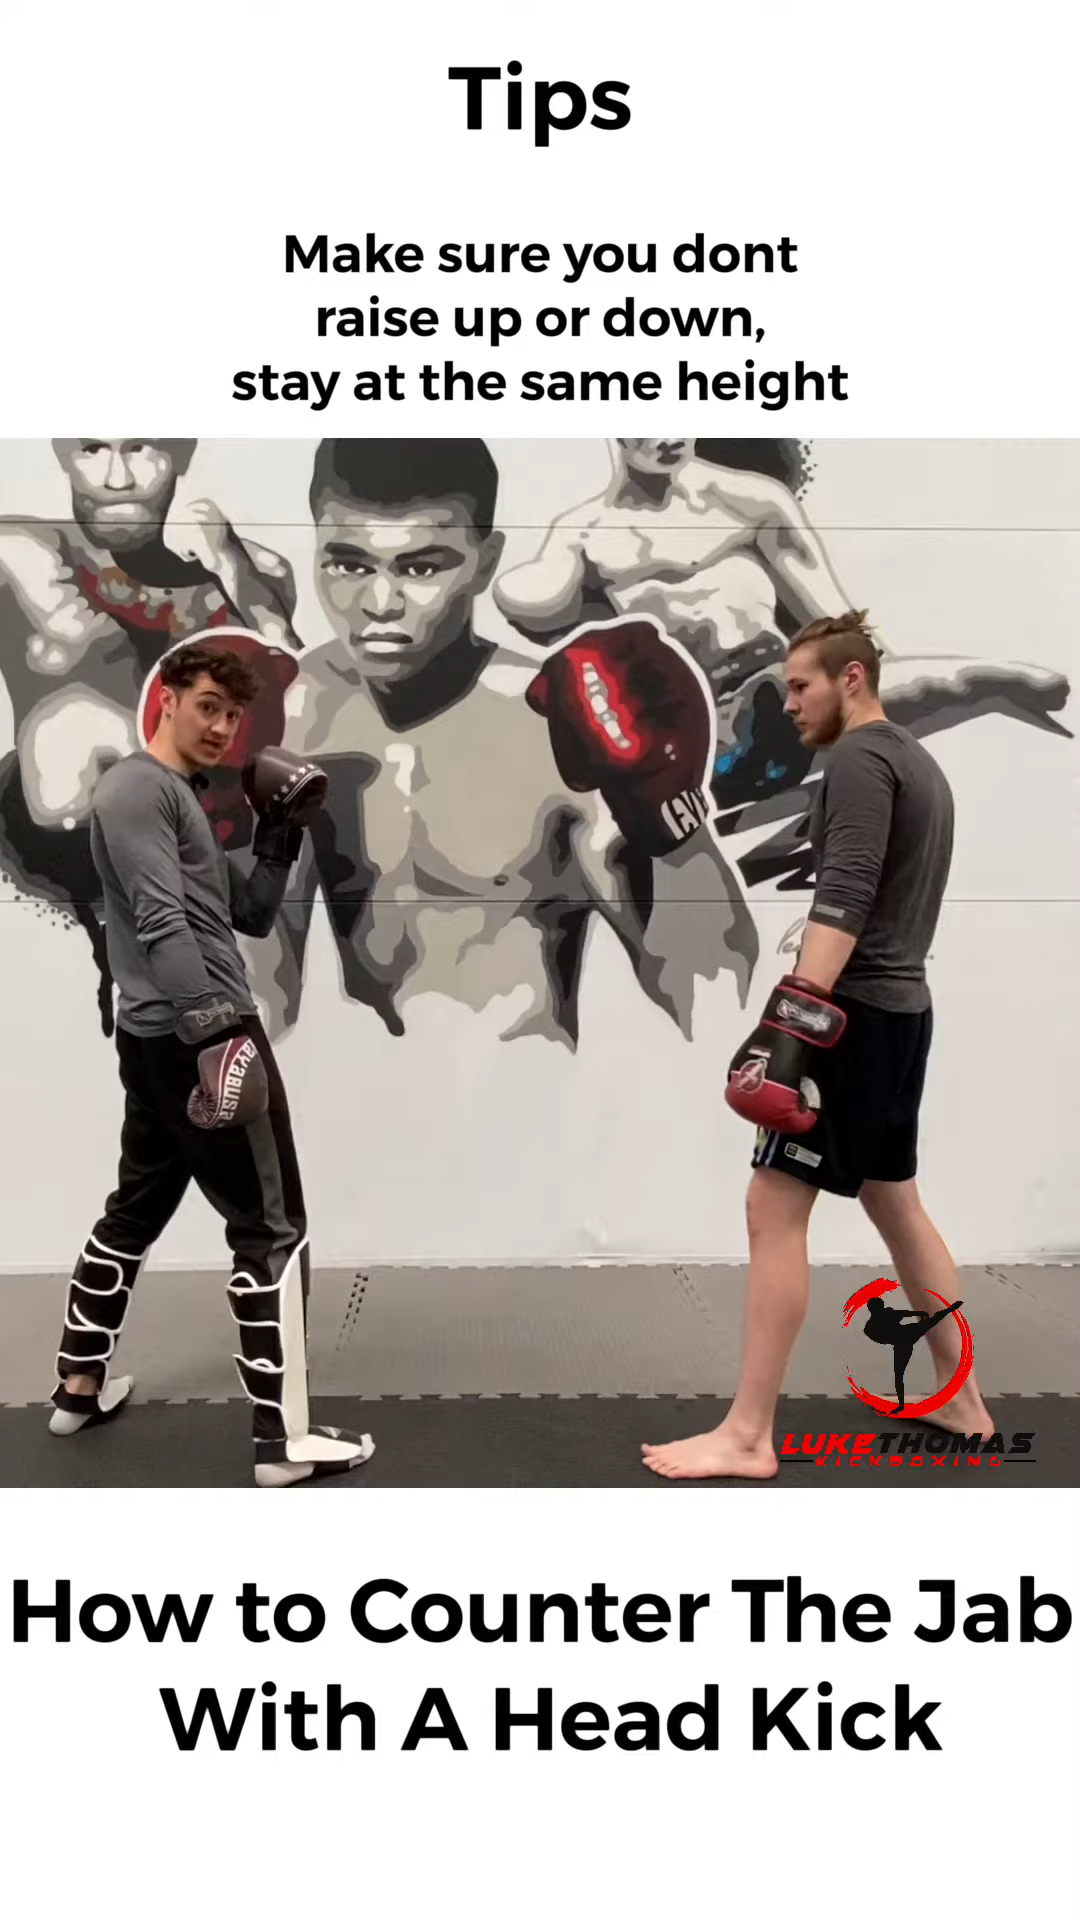 Tips
Make sure you dont
raise up or down,
stay at the same height
HAYABUSA
LUKETHOMAS
KICKBOXING
How to Counter The Jab
With A Head Kick